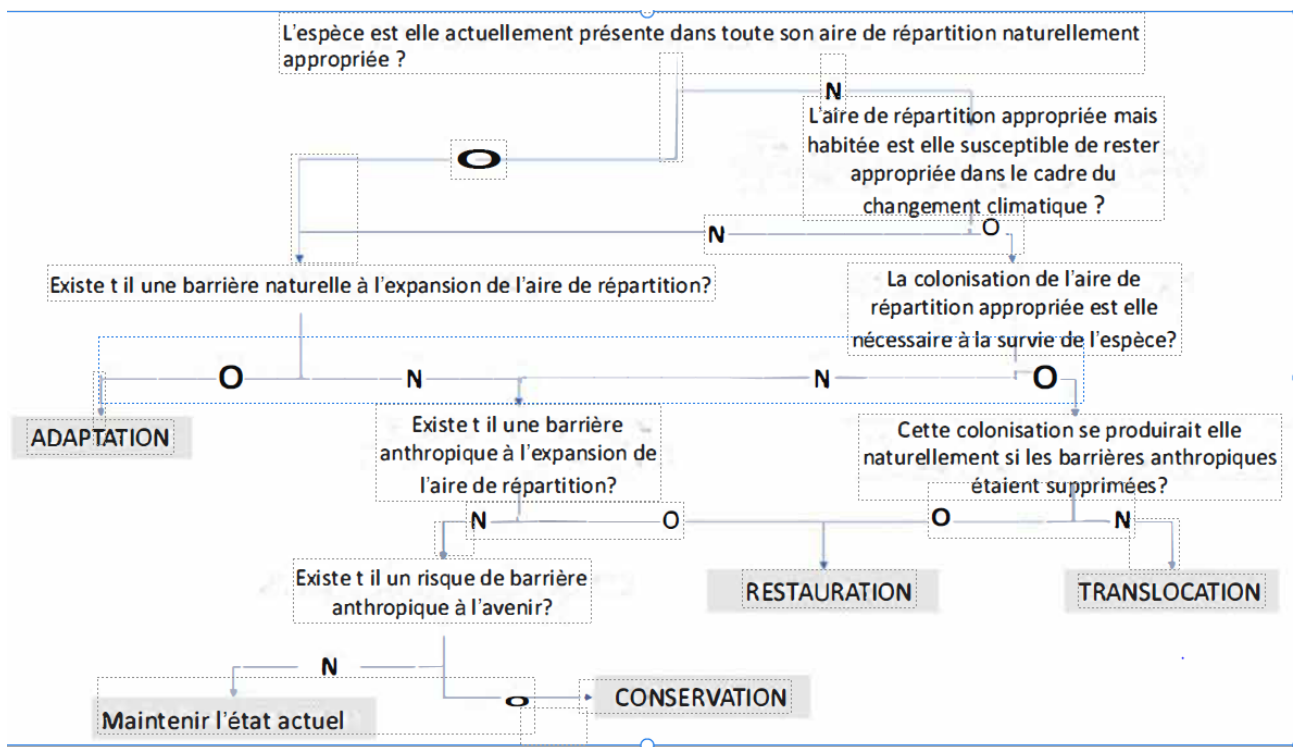 L'espèce est elle actuellement présente dans toute son aire de répartition naturellement
appropriée ?
N
L'aire de répartition appropriée mais
habitée est elle susceptible de rester
appropriée dans le cadre du
changement climatique ?
O
N
O
Existe t il une barrière naturelle à l'expansion de l'aire de répartition?
La colonisation de l'aire de
répartition appropriée est elle
nécessaire à la survie de l'espèce?
O
N
N
O
ADAPTATION
Existe t il une barrière
anthropique à l'expansion de
l'aire de répartition?
Cette colonisation se produirait elle
naturellement si les barrières anthropiques
étaient supprimées?
N
O
O
N
Existe t il un risque de barrière
anthropique à l'avenir?
RESTAURATION
TRANSLOCATION
N
O
CONSERVATION
Maintenir l'état actuel